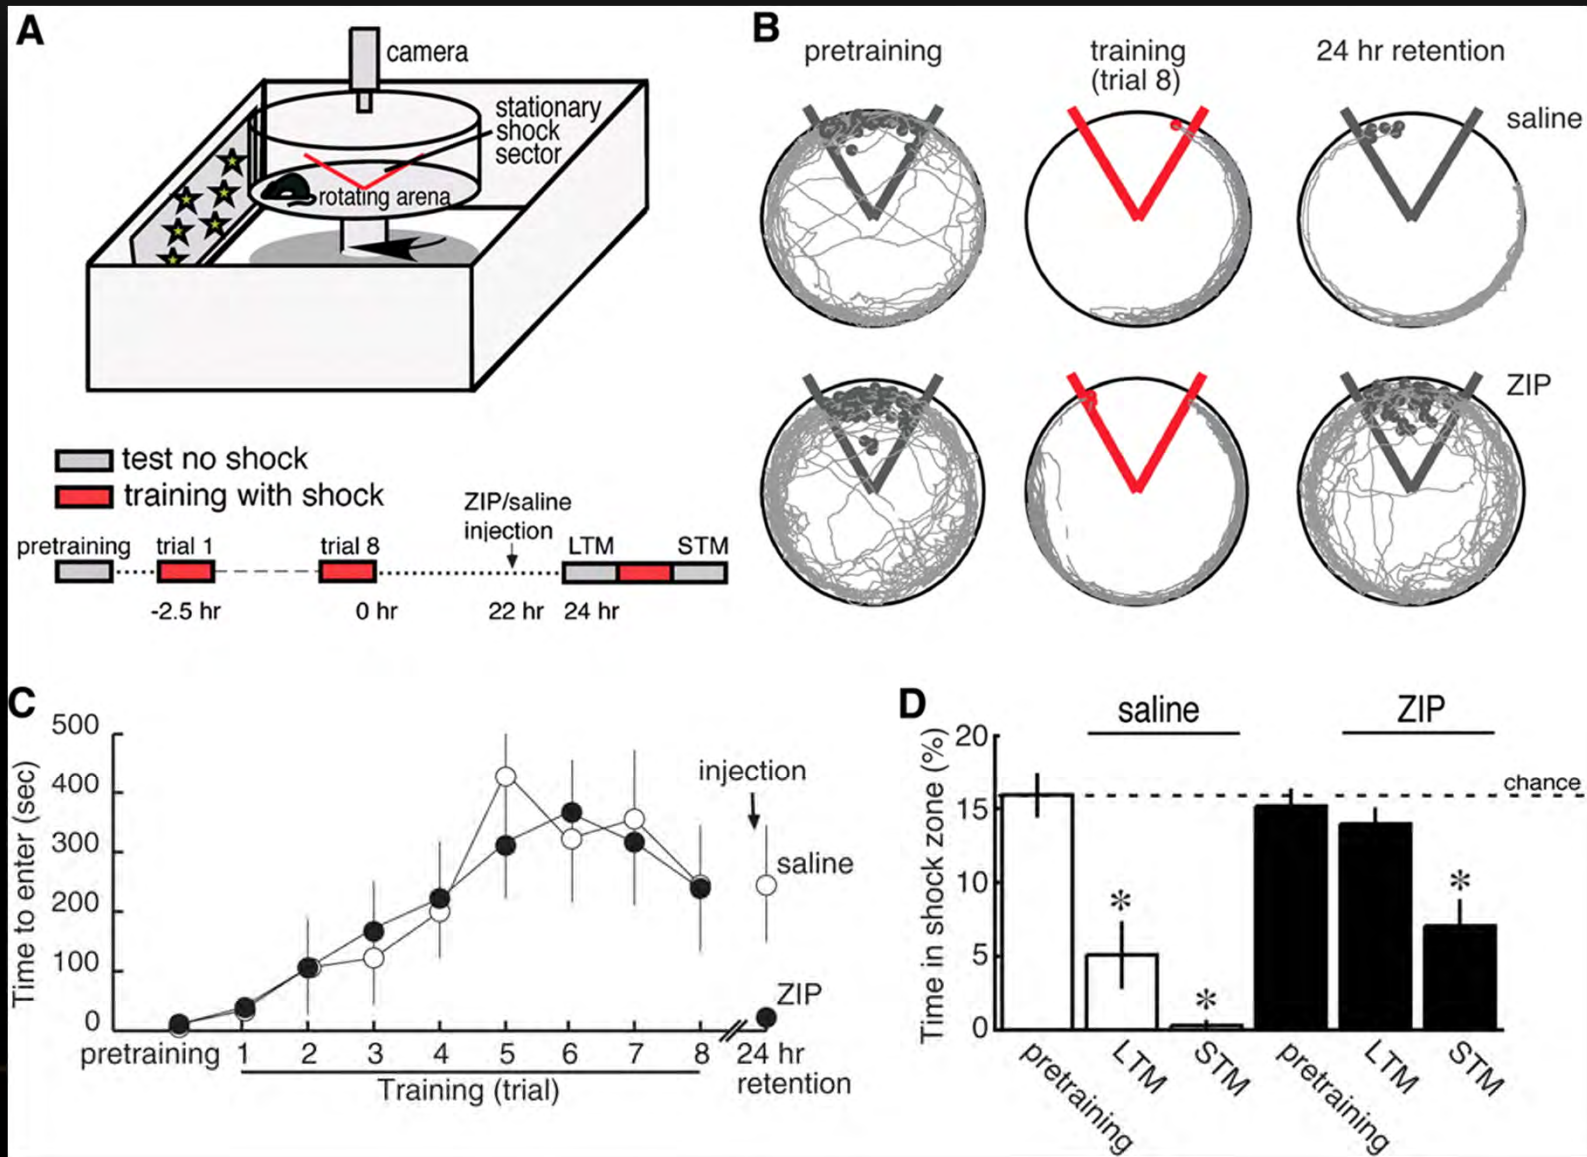 A
camera
stationary
shock
sector
rotating arena
test no shock
training with shock
ZIP/saline
injection
pretraining
trial 1
trial 8
LTM
STM
-2.5 hr
0 hr
22 hr
24 hr
B
pretraining
training
(trial 8)
24 hr retention
saline
ZIP
C
Time to enter (sec)
500
400
300
200
100
0
injection
saline
ZIP
pretraining
1
2
3
4
5
6
7
8
24 hr
retention
Training (trial)
D
saline
ZIP
Time in shock zone (%)
20
15
10
5
0
chance
*
*
*
pretraining
LTM
STM
pretraining
LTM
STM